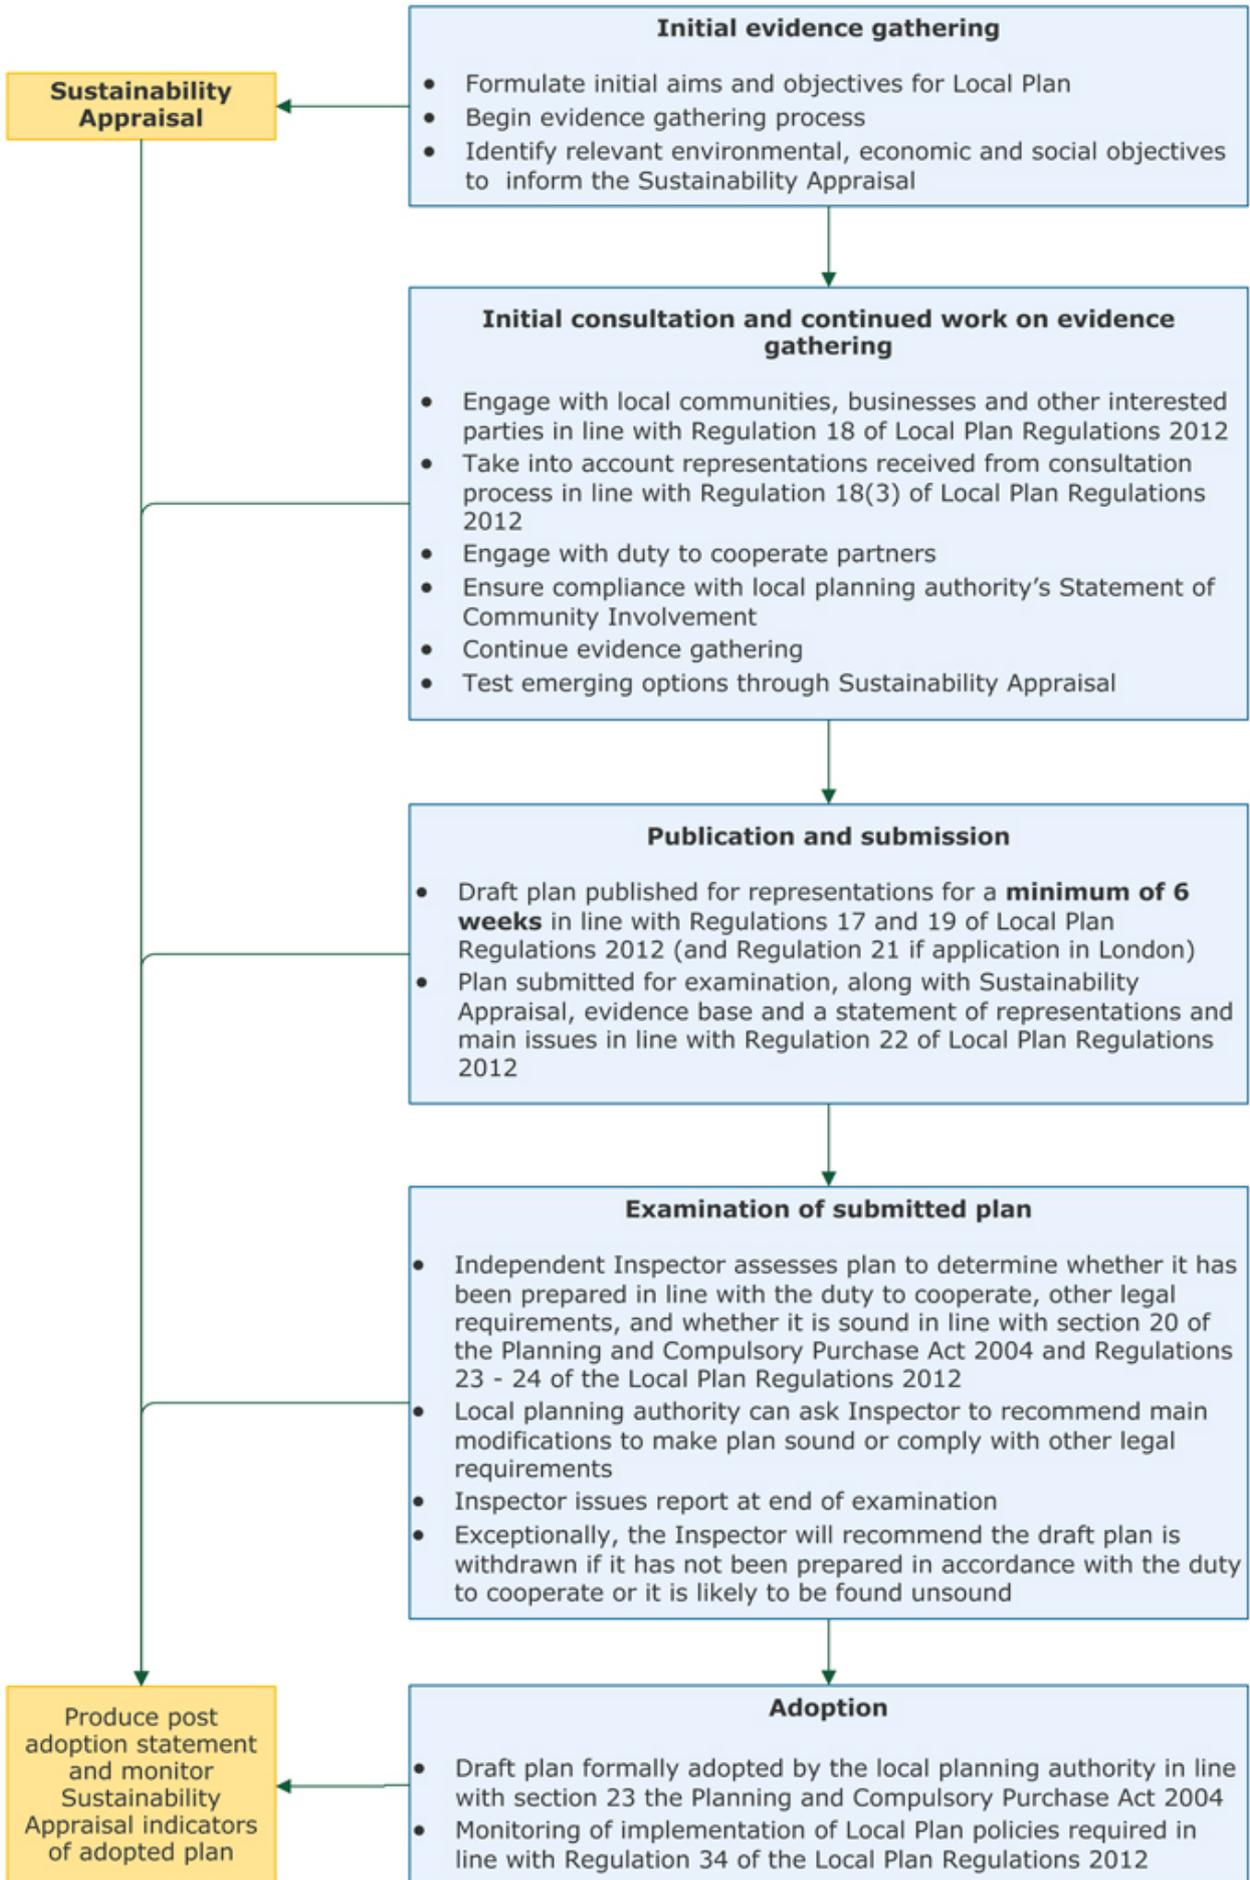 Initial evidence gathering
• Formulate initial aims and objectives for Local Plan
• Begin evidence gathering process
• Identify relevant environmental, economic and social objectives
to  inform the Sustainability Appraisal
Sustainability
Appraisal
Initial consultation and continued work on evidence
gathering
• Engage with local communities, businesses and other interested
parties in line with Regulation 18 of Local Plan Regulations 2012
• Take into account representations received from consultation
process in line with Regulation 18(3) of Local Plan Regulations
2012
• Engage with duty to cooperate partners
• Ensure compliance with local planning authority’s Statement of
Community Involvement
• Continue evidence gathering
• Test emerging options through Sustainability Appraisal
Publication and submission
• Draft plan published for representations for a minimum of 6
weeks in line with Regulations 17 and 19 of Local Plan
Regulations 2012 (and Regulation 21 if application in London)
• Plan submitted for examination, along with Sustainability
Appraisal, evidence base and a statement of representations and
main issues in line with Regulation 22 of Local Plan Regulations
2012
Examination of submitted plan
• Independent Inspector assesses plan to determine whether it has
been prepared in line with the duty to cooperate, other legal
requirements, and whether it is sound in line with section 20 of
the Planning and Compulsory Purchase Act 2004 and Regulations
23 - 24 of the Local Plan Regulations 2012
• Local planning authority can ask Inspector to recommend main
modifications to make plan sound or comply with other legal
requirements
• Inspector issues report at end of examination
• Exceptionally, the Inspector will recommend the draft plan is
withdrawn if it has not been prepared in accordance with the duty
to cooperate or it is likely to be found unsound
Adoption
• Draft plan formally adopted by the local planning authority in line
with section 23 the Planning and Compulsory Purchase Act 2004
• Monitoring of implementation of Local Plan policies required in
line with Regulation 34 of the Local Plan Regulations 2012
Produce post
adoption statement
and monitor
Sustainability
Appraisal indicators
of adopted plan